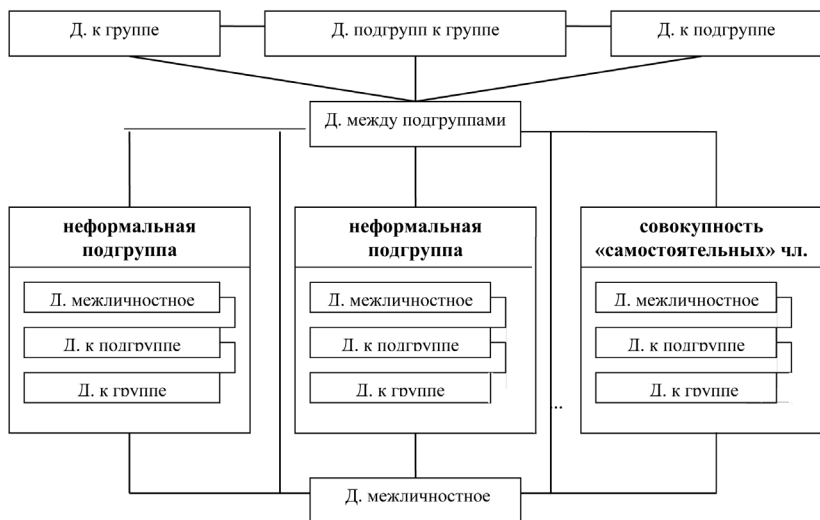 Д. к группе
Д. подгрупп к группе
Д. к подгруппе
Д. между подгруппами
неформальная
подгруппа
Д. межличностное
Д. к подгруппе
Д. к группе
неформальная
подгруппа
Д. межличностное
Д. к подгруппе
Д. к группе
...
совокупность
«самостоятельных» чл.
Д. межличностное
Д. к подгруппе
Д. к группе
Д. межличностное